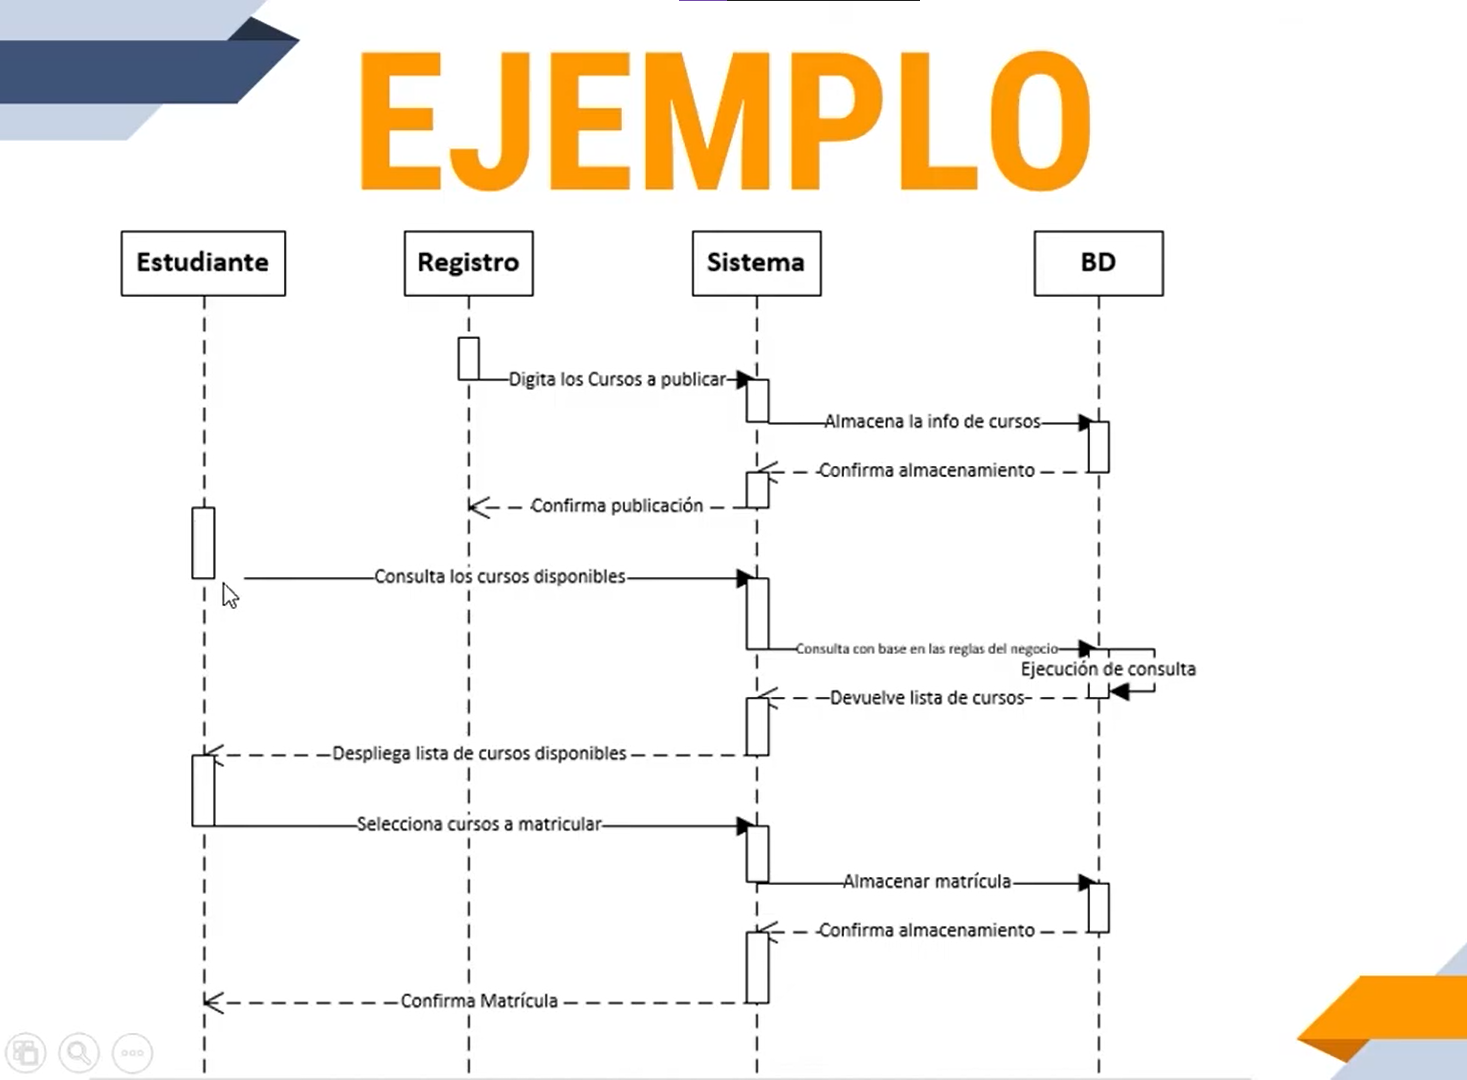 EJEMPLO
Estudiante
Registro
Sistema
BD
Digita los Cursos a publicar
Almacena la info de cursos
Confirma almacenamiento
Confirma publicación
Consulta los cursos disponibles
Consulta con base en las reglas del negocio
Ejecución de consulta
Devuelve lista de cursos
Despliega lista de cursos disponibles
Selecciona cursos a matricular
Almacenar matrícula
Confirma almacenamiento
Confirma Matrícula